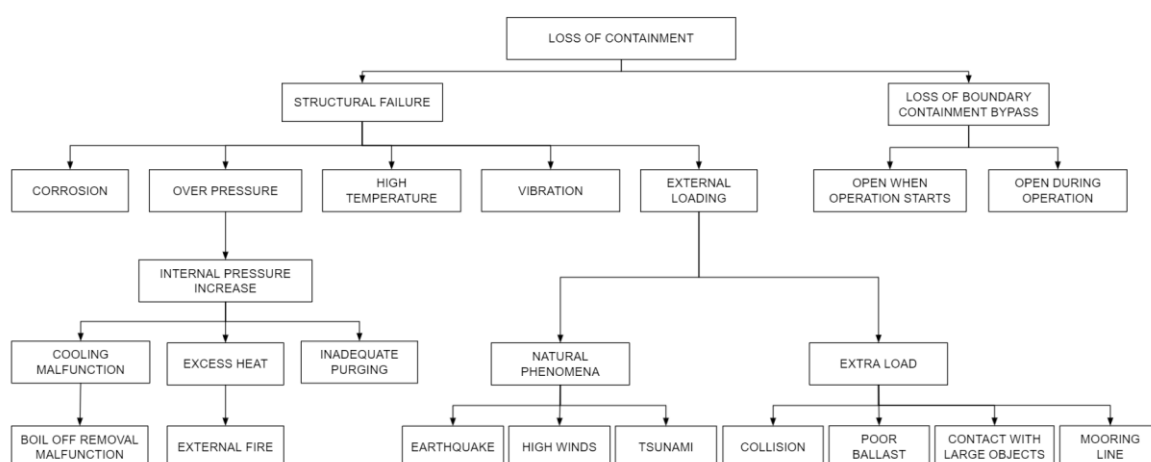 LOSS OF CONTAINMENT
STRUCTURAL FAILURE
LOSS OF BOUNDARY
CONTAINMENT BYPASS
CORROSION
OVER PRESSURE
HIGH
TEMPERATURE
VIBRATION
EXTERNAL
LOADING
OPEN WHEN
OPERATION STARTS
OPEN DURING
OPERATION
INTERNAL PRESSURE
INCREASE
COOLING
MALFUNCTION
EXCESS HEAT
INADEQUATE
PURGING
NATURAL
PHENOMENA
EXTRA LOAD
BOIL OFF REMOVAL
MALFUNCTION
EXTERNAL FIRE
EARTHQUAKE
HIGH WINDS
TSUNAMI
COLLISION
POOR
BALLAST
CONTACT WITH
LARGE OBJECTS
MOORING
LINE